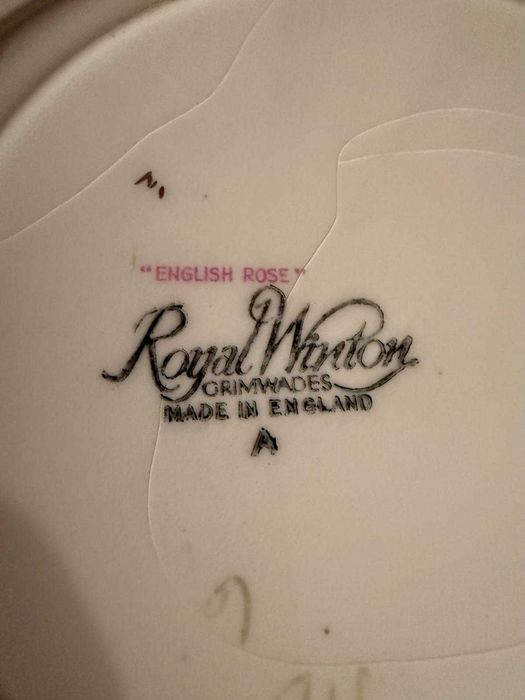 "ENGLISH ROSE"
Royal Winton
GRIMWADES
MADE IN ENGLAND
A